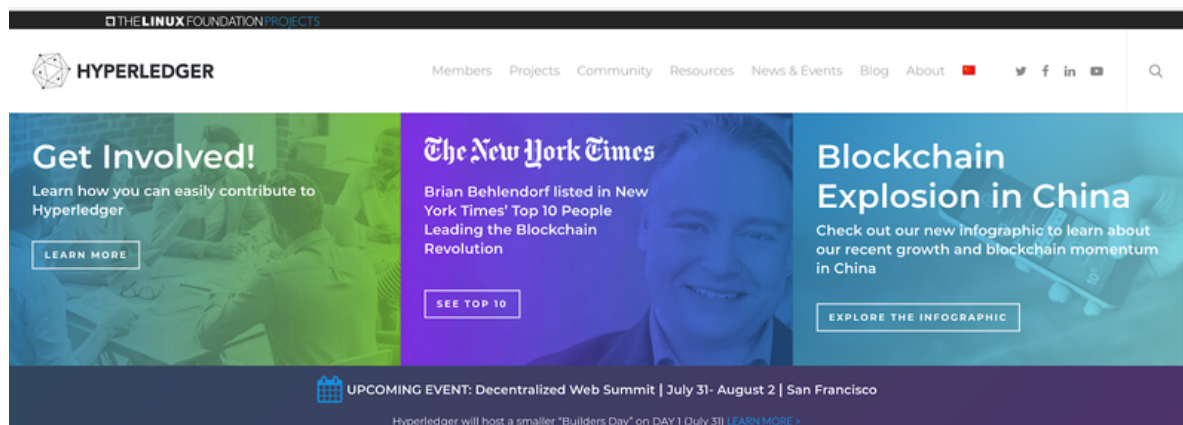 THE LINUX FOUNDATION PROJECTS
HYPERLEDGER
Members Projects Community Resources News & Events Blog About
Get Involved!
Learn how you can easily contribute to
Hyperledger
LEARN MORE
The New York Times
Brian Behlendorf listed in New
York Times' Top 10 People
Leading the Blockchain
Revolution
SEE TOP 10
Blockchain
Explosion in China
Check out our new infographic to learn about
our recent growth and blockchain momentum
in China
EXPLORE THE INFOGRAPHIC
UPCOMING EVENT: Decentralized Web Summit | July 31- August 2 | San Francisco
Hyperledger will host a smaller "Builders Day" on DAY 1 (July 31) LEARN MORE >